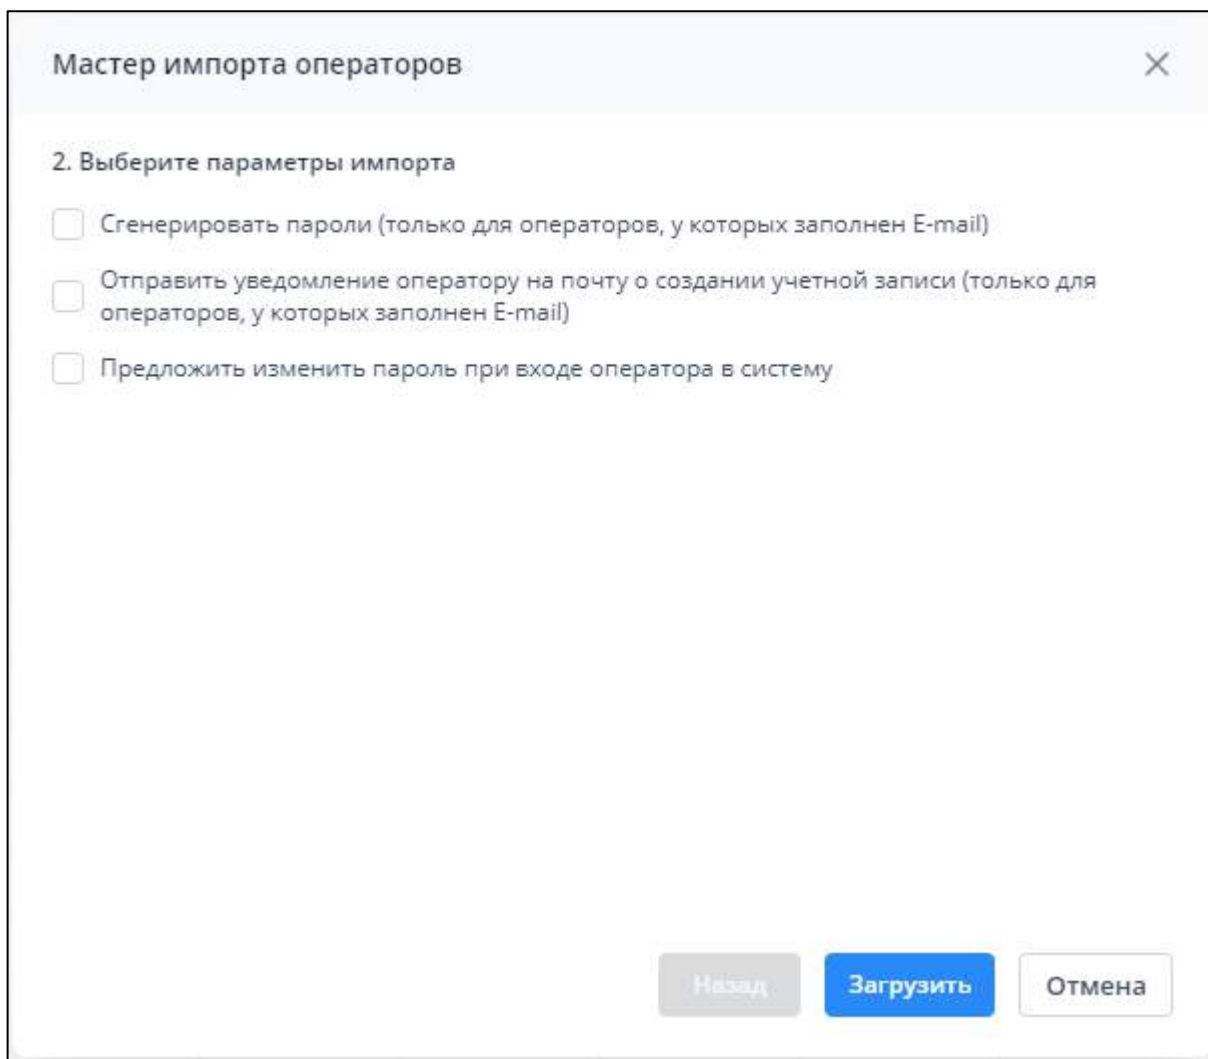 Мастер импорта операторов
2. Выберите параметры импорта
Сгенерировать пароли (только для операторов, у которых заполнен E-mail)
Отправить уведомление оператору на почту о создании учетной записи (только для
операторов, у которых заполнен E-mail)
Предложить изменить пароль при входе оператора в систему
Назад Загрузить Отмена